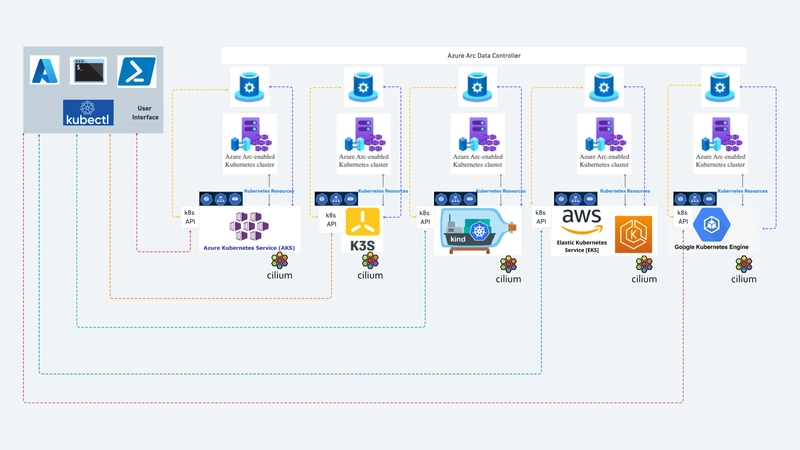 Azure Arc Data Controller
$_
kubectl
User
Interface
Azure Arc-enabled
Kubernetes cluster
Azure Arc-enabled
Kubernetes cluster
Azure Arc-enabled
Kubernetes cluster
Azure Arc-enabled
Kubernetes cluster
Azure Arc-enabled
Kubernetes cluster
Kubernetes Resources
Kubernetes Resources
Kubernetes Resources
Kubernetes Resources
Kubernetes Resources
k8s
API
Azure Kubernetes Service (AKS)
k8s
API
K3S
k8s
API
kind
k8s
API
aws
Elastic Kubernetes
Service (EKS)
k8s
API
Google Kubernetes Engine
cilium
cilium
cilium
cilium
cilium